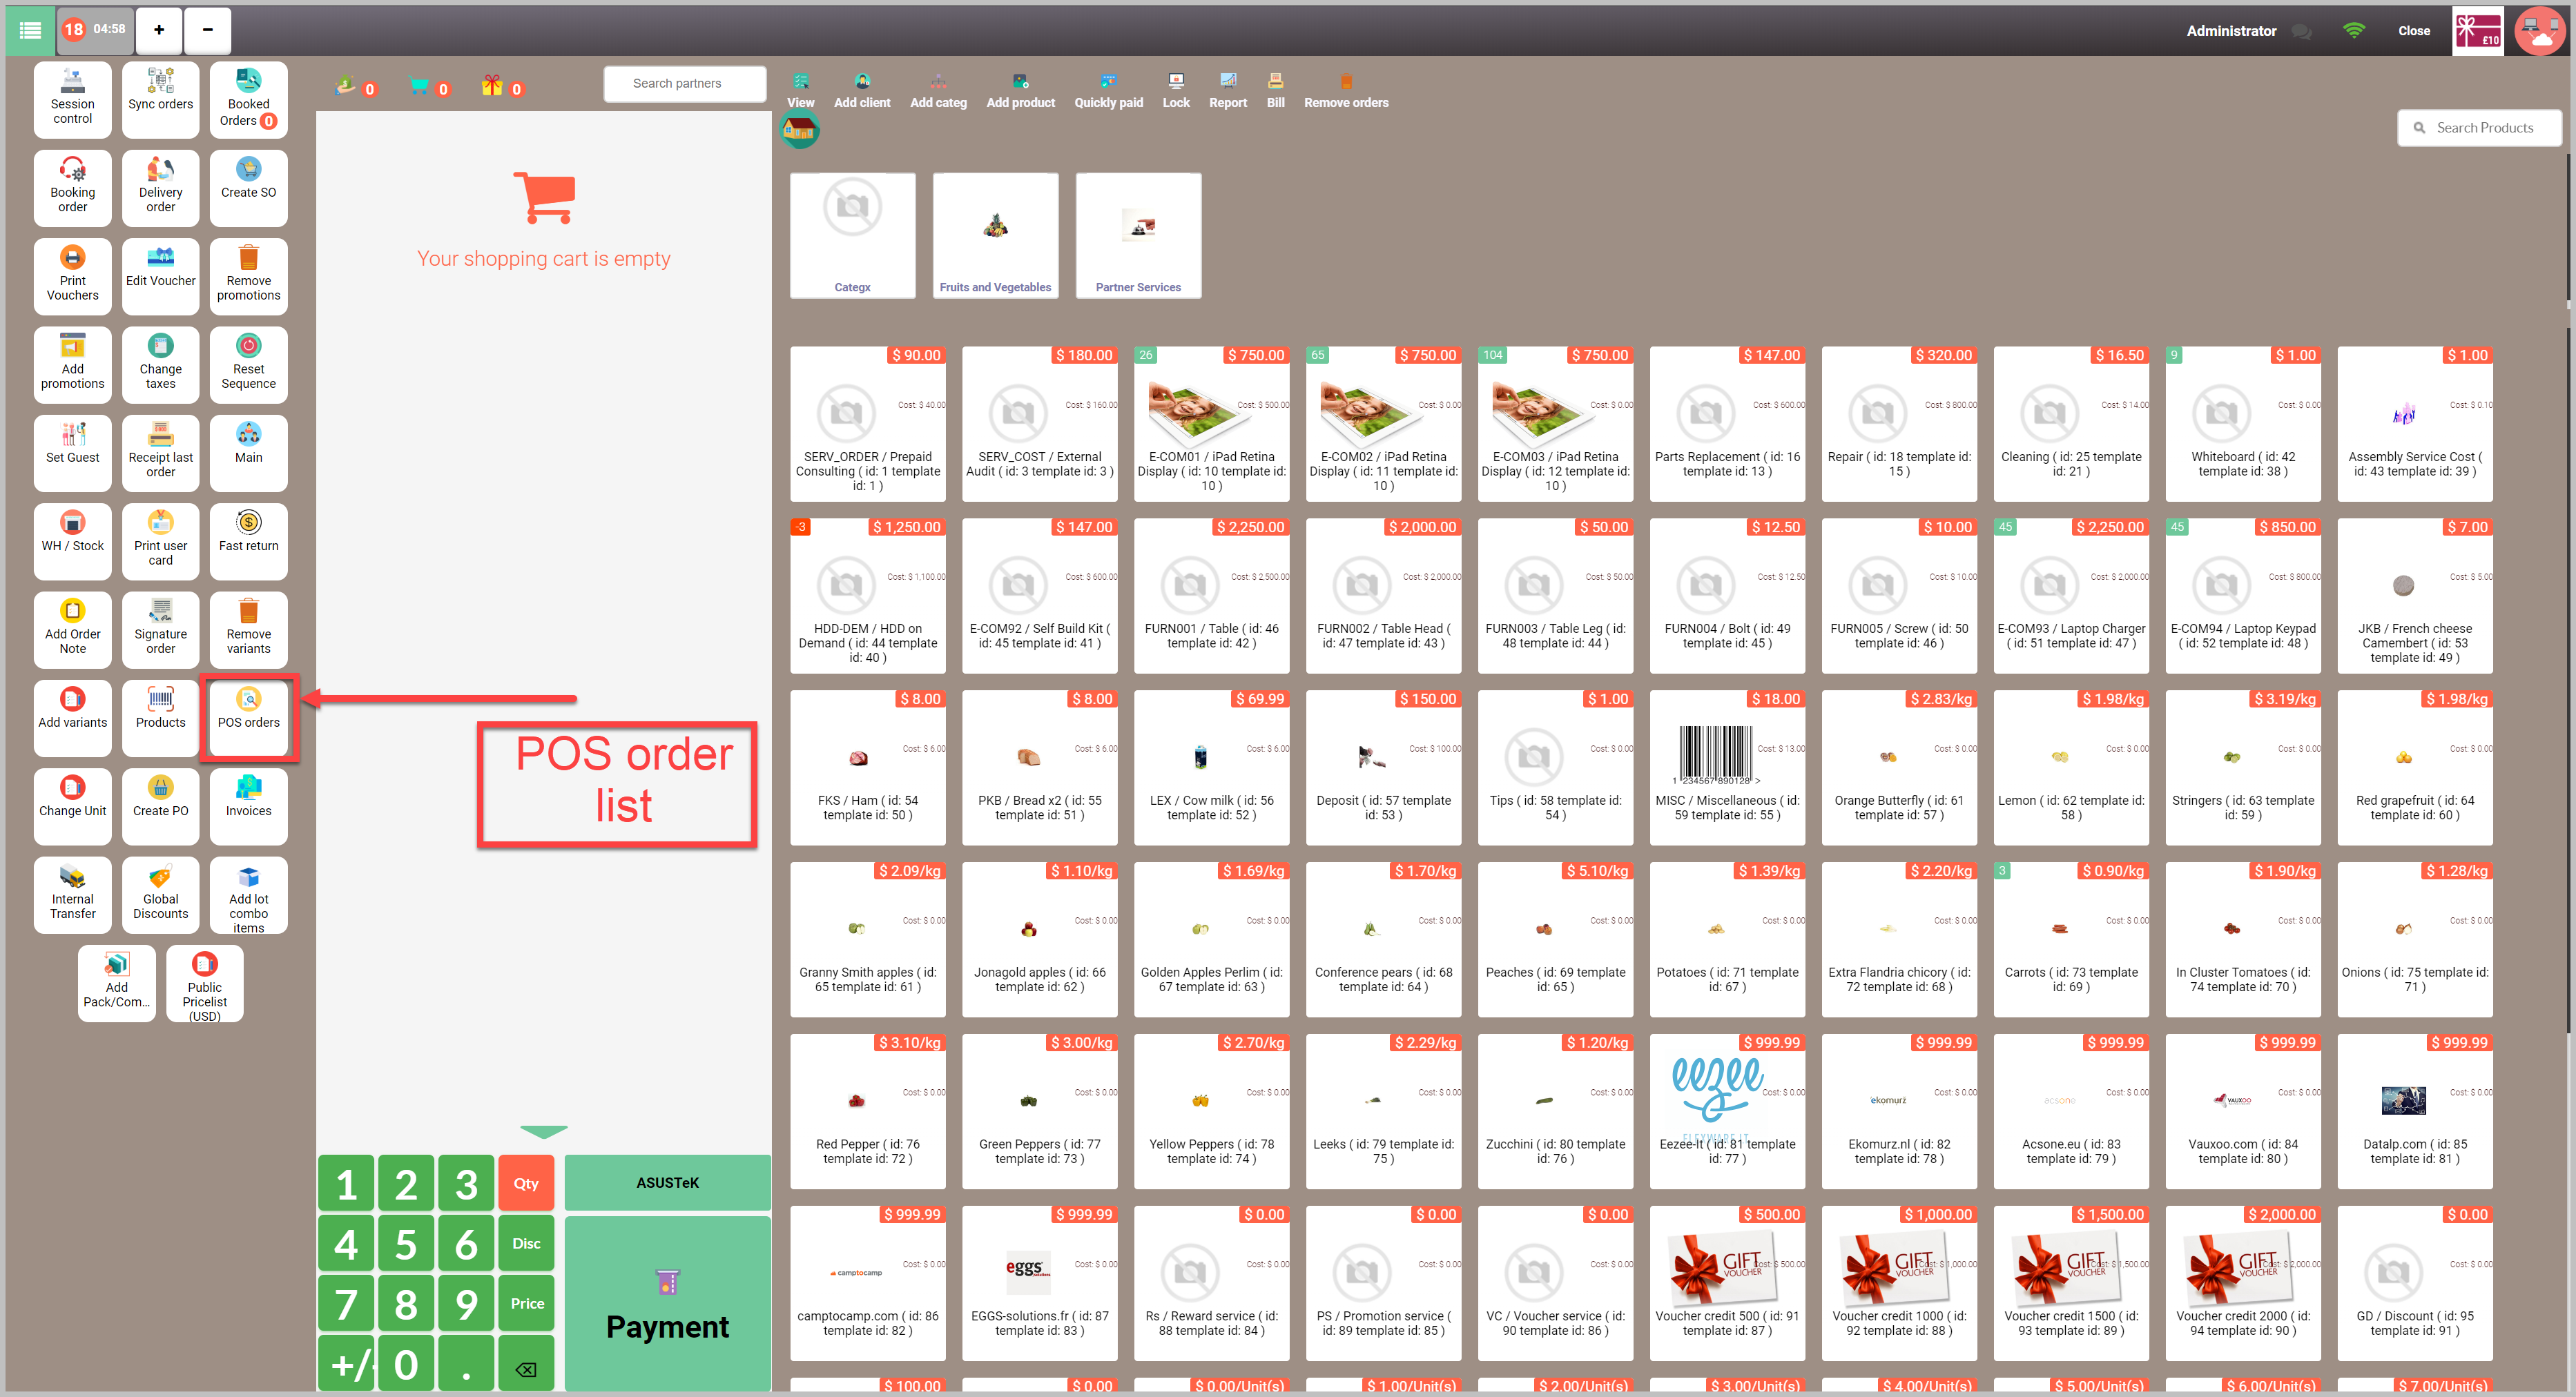 18 04:58 + −
Administrator Close £10
Session control
Sync orders
Booked Orders 0
Booking order
Delivery order
Create SO
Print Vouchers
Edit Voucher
Remove promotions
Add promotions
Change taxes
Reset Sequence
Set Guest
Receipt last order
Main
WH / Stock
Print user card
Fast return
Add Order Note
Signature order
Remove variants
Add variants
Products
POS orders
Change Unit
Create PO
Invoices
Internal Transfer
Global Discounts
Add lot combo items
Add Pack/Com...
Public Pricelist (USD)
0 0 0 Search partners
Your shopping cart is empty
POS order
list
1 2 3 Qty
4 5 6 Disc
7 8 9 Price
+/- 0 .
ASUSTeK
Payment
View Add client Add categ Add product Quickly paid Lock Report Bill Remove orders
Search Products
Categx
Fruits and Vegetables
Partner Services
$ 90.00 Cost: $ 40.00 SERV_ORDER / Prepaid Consulting ( id: 1 template id: 1 )
$ 180.00 Cost: $ 160.00 SERV_COST / External Audit ( id: 3 template id: 3 )
26 $ 750.00 Cost: $ 500.00 E-COM01 / iPad Retina Display ( id: 10 template id: 10 )
65 $ 750.00 Cost: $ 0.00 E-COM02 / iPad Retina Display ( id: 11 template id: 10 )
104 $ 750.00 Cost: $ 0.00 E-COM03 / iPad Retina Display ( id: 12 template id: 10 )
$ 147.00 Cost: $ 600.00 Parts Replacement ( id: 16 template id: 13 )
$ 320.00 Cost: $ 800.00 Repair ( id: 18 template id: 15 )
$ 16.50 Cost: $ 14.00 Cleaning ( id: 25 template id: 21 )
9 $ 1.00 Cost: $ 0.00 Whiteboard ( id: 42 template id: 38 )
$ 1.00 Cost: $ 0.10 Assembly Service Cost ( id: 43 template id: 39 )
-3 $ 1,250.00 Cost: $ 1,100.00 HDD-DEM / HDD on Demand ( id: 44 template id: 40 )
$ 147.00 Cost: $ 600.00 E-COM92 / Self Build Kit ( id: 45 template id: 41 )
$ 2,250.00 Cost: $ 2,500.00 FURN001 / Table ( id: 46 template id: 42 )
$ 2,000.00 Cost: $ 2,000.00 FURN002 / Table Head ( id: 47 template id: 43 )
$ 50.00 Cost: $ 50.00 FURN003 / Table Leg ( id: 48 template id: 44 )
$ 12.50 Cost: $ 12.50 FURN004 / Bolt ( id: 49 template id: 45 )
$ 10.00 Cost: $ 10.00 FURN005 / Screw ( id: 50 template id: 46 )
45 $ 2,250.00 Cost: $ 2,000.00 E-COM93 / Laptop Charger ( id: 51 template id: 47 )
45 $ 850.00 Cost: $ 800.00 E-COM94 / Laptop Keypad ( id: 52 template id: 48 )
$ 7.00 Cost: $ 5.00 JKB / French cheese Camembert ( id: 53 template id: 49 )
$ 8.00 Cost: $ 6.00 FKS / Ham ( id: 54 template id: 50 )
$ 8.00 Cost: $ 6.00 PKB / Bread x2 ( id: 55 template id: 51 )
$ 69.99 Cost: $ 6.00 LEX / Cow milk ( id: 56 template id: 52 )
$ 150.00 Cost: $ 100.00 Deposit ( id: 57 template id: 53 )
$ 1.00 Cost: $ 0.00 Tips ( id: 58 template id: 54 )
$ 18.00 Cost: $ 13.00 1 234567 890128 > MISC / Miscellaneous ( id: 59 template id: 55 )
$ 2.83/kg Cost: $ 0.00 Orange Butterfly ( id: 61 template id: 57 )
$ 1.98/kg Cost: $ 0.00 Lemon ( id: 62 template id: 58 )
$ 3.19/kg Cost: $ 0.00 Stringers ( id: 63 template id: 59 )
$ 1.98/kg Cost: $ 0.00 Red grapefruit ( id: 64 template id: 60 )
$ 2.09/kg Cost: $ 0.00 Granny Smith apples ( id: 65 template id: 61 )
$ 1.10/kg Cost: $ 0.00 Jonagold apples ( id: 66 template id: 62 )
$ 1.69/kg Cost: $ 0.00 Golden Apples Perlim ( id: 67 template id: 63 )
$ 1.70/kg Cost: $ 0.00 Conference pears ( id: 68 template id: 64 )
$ 5.10/kg Cost: $ 0.00 Peaches ( id: 69 template id: 65 )
$ 1.39/kg Cost: $ 0.00 Potatoes ( id: 71 template id: 67 )
$ 2.20/kg Cost: $ 0.00 Extra Flandria chicory ( id: 72 template id: 68 )
3 $ 0.90/kg Cost: $ 0.00 Carrots ( id: 73 template id: 69 )
$ 1.90/kg Cost: $ 0.00 In Cluster Tomatoes ( id: 74 template id: 70 )
$ 1.28/kg Cost: $ 0.00 Onions ( id: 75 template id: 71 )
$ 3.10/kg Cost: $ 0.00 Red Pepper ( id: 76 template id: 72 )
$ 3.00/kg Cost: $ 0.00 Green Peppers ( id: 77 template id: 73 )
$ 2.70/kg Cost: $ 0.00 Yellow Peppers ( id: 78 template id: 74 )
$ 2.29/kg Cost: $ 0.00 Leeks ( id: 79 template id: 75 )
$ 1.20/kg Cost: $ 0.00 Zucchini ( id: 80 template id: 76 )
$ 999.99 eezee Cost: $ 0.00 Eezee-It ( id: 81 template id: 77 )
$ 999.99 ekomurz Cost: $ 0.00 Ekomurz.nl ( id: 82 template id: 78 )
$ 999.99 acsone Cost: $ 0.00 Acsone.eu ( id: 83 template id: 79 )
$ 999.99 VAUXOO Cost: $ 0.00 Vauxoo.com ( id: 84 template id: 80 )
$ 999.99 Cost: $ 0.00 Datalp.com ( id: 85 template id: 81 )
$ 999.99 camptocamp Cost: $ 0.00 camptocamp.com ( id: 86 template id: 82 )
$ 999.99 eggs solutions Cost: $ 0.00 EGGS-solutions.fr ( id: 87 template id: 83 )
$ 0.00 Cost: $ 0.00 Rs / Reward service ( id: 88 template id: 84 )
$ 0.00 Cost: $ 0.00 PS / Promotion service ( id: 89 template id: 85 )
$ 0.00 Cost: $ 0.00 VC / Voucher service ( id: 90 template id: 86 )
$ 500.00 GIFT VOUCHER Cost: $ 500.00 Voucher credit 500 ( id: 91 template id: 87 )
$ 1,000.00 GIFT VOUCHER Cost: $ 1,000.00 Voucher credit 1000 ( id: 92 template id: 88 )
$ 1,500.00 GIFT VOUCHER Cost: $ 1,500.00 Voucher credit 1500 ( id: 93 template id: 89 )
$ 2,000.00 GIFT VOUCHER Cost: $ 2,000.00 Voucher credit 2000 ( id: 94 template id: 90 )
$ 0.00 Cost: $ 0.00 GD / Discount ( id: 95 template id: 91 )
$ 100.00 $ 0.00 $ 0.00/Unit(s) $ 1.00/Unit(s) $ 2.00/Unit(s) $ 3.00/Unit(s) $ 4.00/Unit(s) $ 5.00/Unit(s) $ 6.00/Unit(s) $ 7.00/Unit(s)